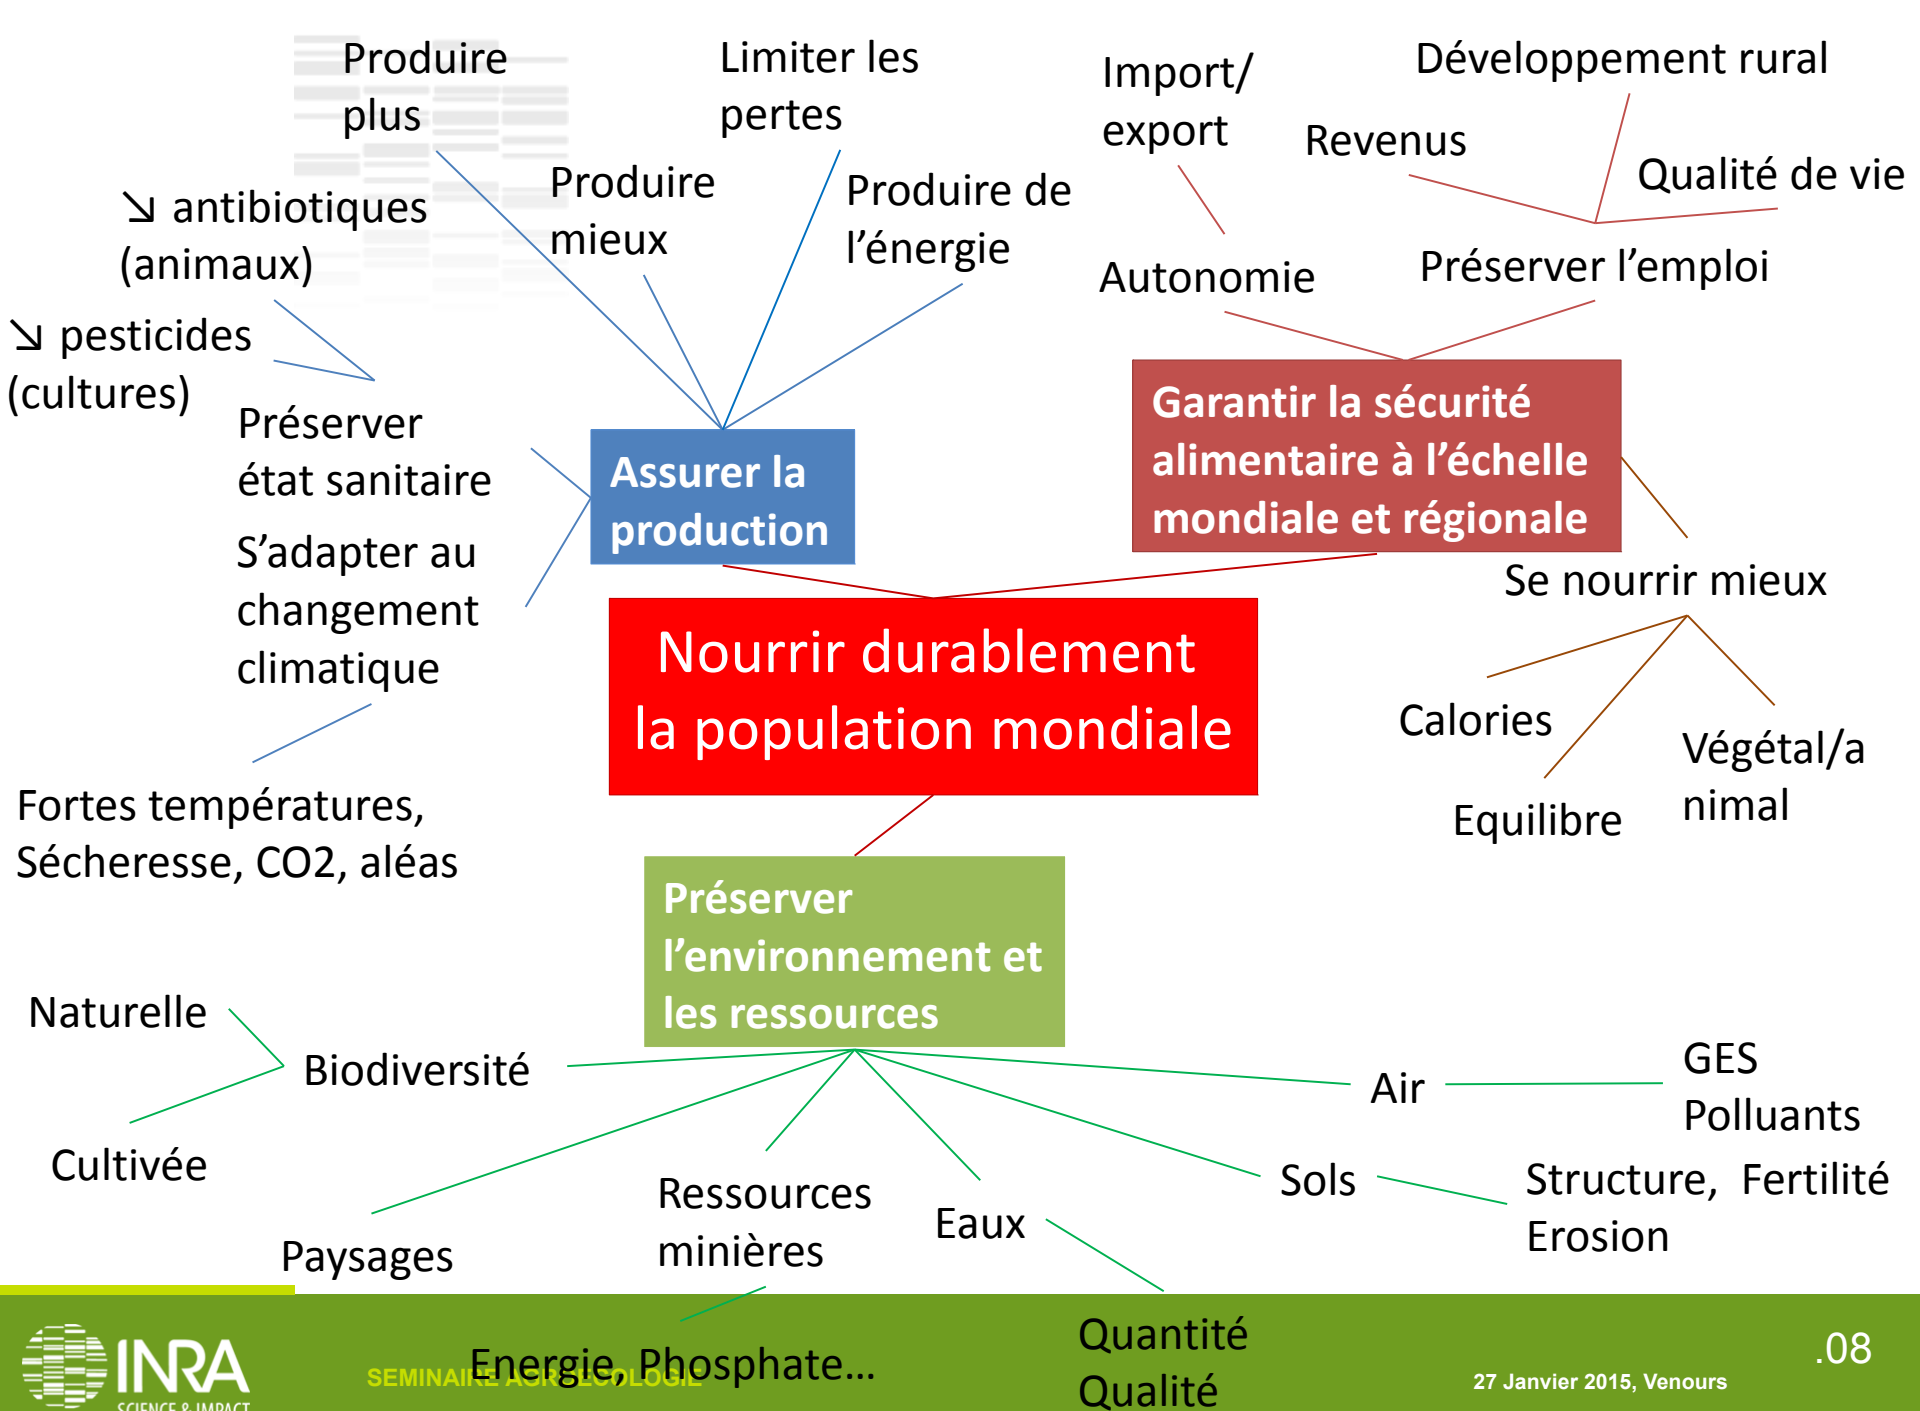 Produire
plus
Limiter les
pertes
Import/
export
Développement rural
Revenus
Qualité de vie
Produire
mieux
Produire de
l’énergie
↘ antibiotiques
(animaux)
Autonomie
Préserver l’emploi
↘ pesticides
(cultures)
Préserver
état sanitaire
Assurer la
production
Garantir la sécurité
alimentaire à l’échelle
mondiale et régionale
S’adapter au
changement
climatique
Se nourrir mieux
Nourrir durablement
la population mondiale
Calories
Végétal/a
nimal
Equilibre
Fortes températures,
Sécheresse, CO2, aléas
Préserver
l’environnement et
les ressources
Naturelle
Biodiversité
Cultivée
Air
GES
Polluants
Sols
Structure,  Fertilité
Erosion
Paysages
Ressources
minières
Eaux
Energie, Phosphate...
Quantité
Qualité
INRA
SCIENCE & IMPACT
SEMINAIRE AGROECOLOGIE
27 Janvier 2015, Venours
.08